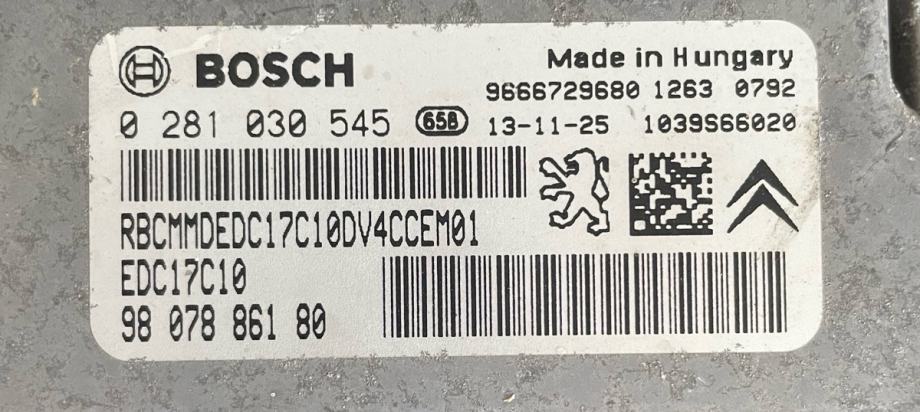 BOSCH
Made in Hungary
9666729680 1263 0792
0 281 030 545 658 13-11-25 1039S66020
RBCMMDEDC17C10DV4CCEM01
EDC17C10
98 078 861 80